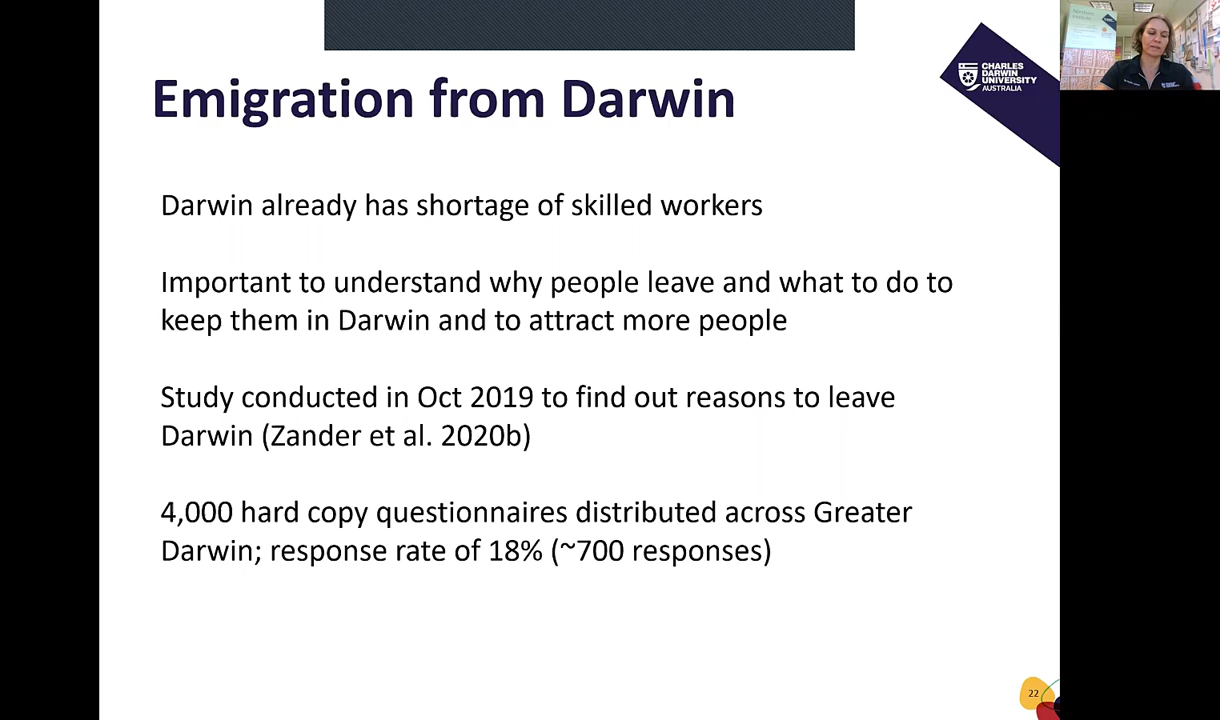 Emigration from Darwin
CHARLES
DARWIN
UNIVERSITY
AUSTRALIA
Darwin already has shortage of skilled workers
Important to understand why people leave and what to do to
keep them in Darwin and to attract more people
Study conducted in Oct 2019 to find out reasons to leave
Darwin (Zander et al. 2020b)
4,000 hard copy questionnaires distributed across Greater
Darwin; response rate of 18% (~700 responses)
22